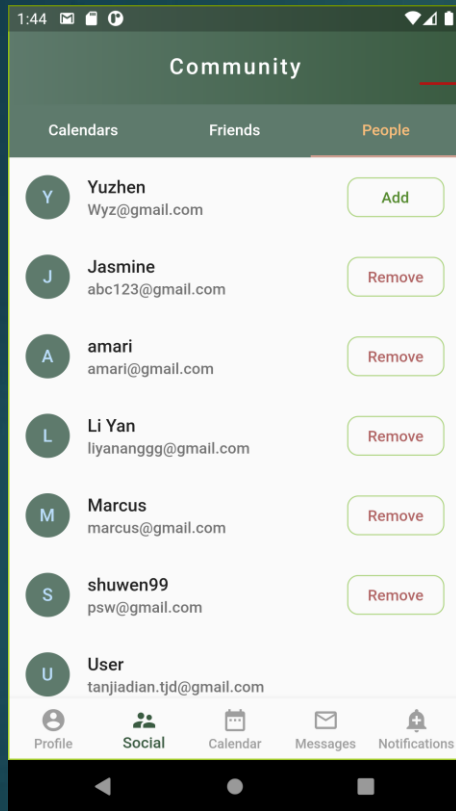 1:44
Community
Calendars Friends People
Y Yuzhen Add
Wyz@gmail.com
J Jasmine Remove
abc123@gmail.com
A amari Remove
amari@gmail.com
L Li Yan Remove
liyananggg@gmail.com
M Marcus Remove
marcus@gmail.com
S shuwen99 Remove
psw@gmail.com
U User
tanjiadian.tjd@gmail.com
Profile Social Calendar Messages Notifications